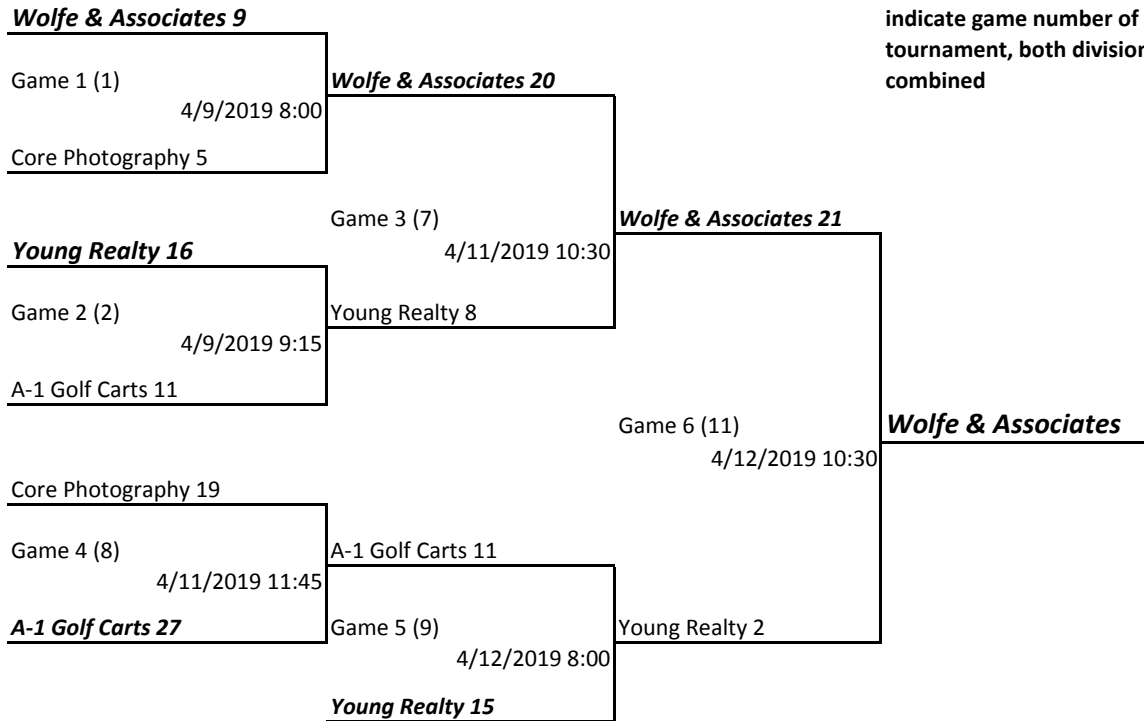 Wolfe & Associates 9
indicate game number of
tournament, both division
combined
Game 1 (1)
Wolfe & Associates 20
4/9/2019 8:00
Core Photography 5
Game 3 (7)
Wolfe & Associates 21
4/11/2019 10:30
Young Realty 16
Game 2 (2)
Young Realty 8
4/9/2019 9:15
A-1 Golf Carts 11
Game 6 (11)
Wolfe & Associates
4/12/2019 10:30
Core Photography 19
Game 4 (8)
A-1 Golf Carts 11
4/11/2019 11:45
A-1 Golf Carts 27
Game 5 (9)
Young Realty 2
4/12/2019 8:00
Young Realty 15